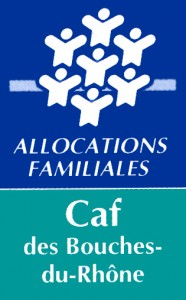 ALLOCATIONS
FAMILIALES
Caf
des Bouches-
du-Rhône